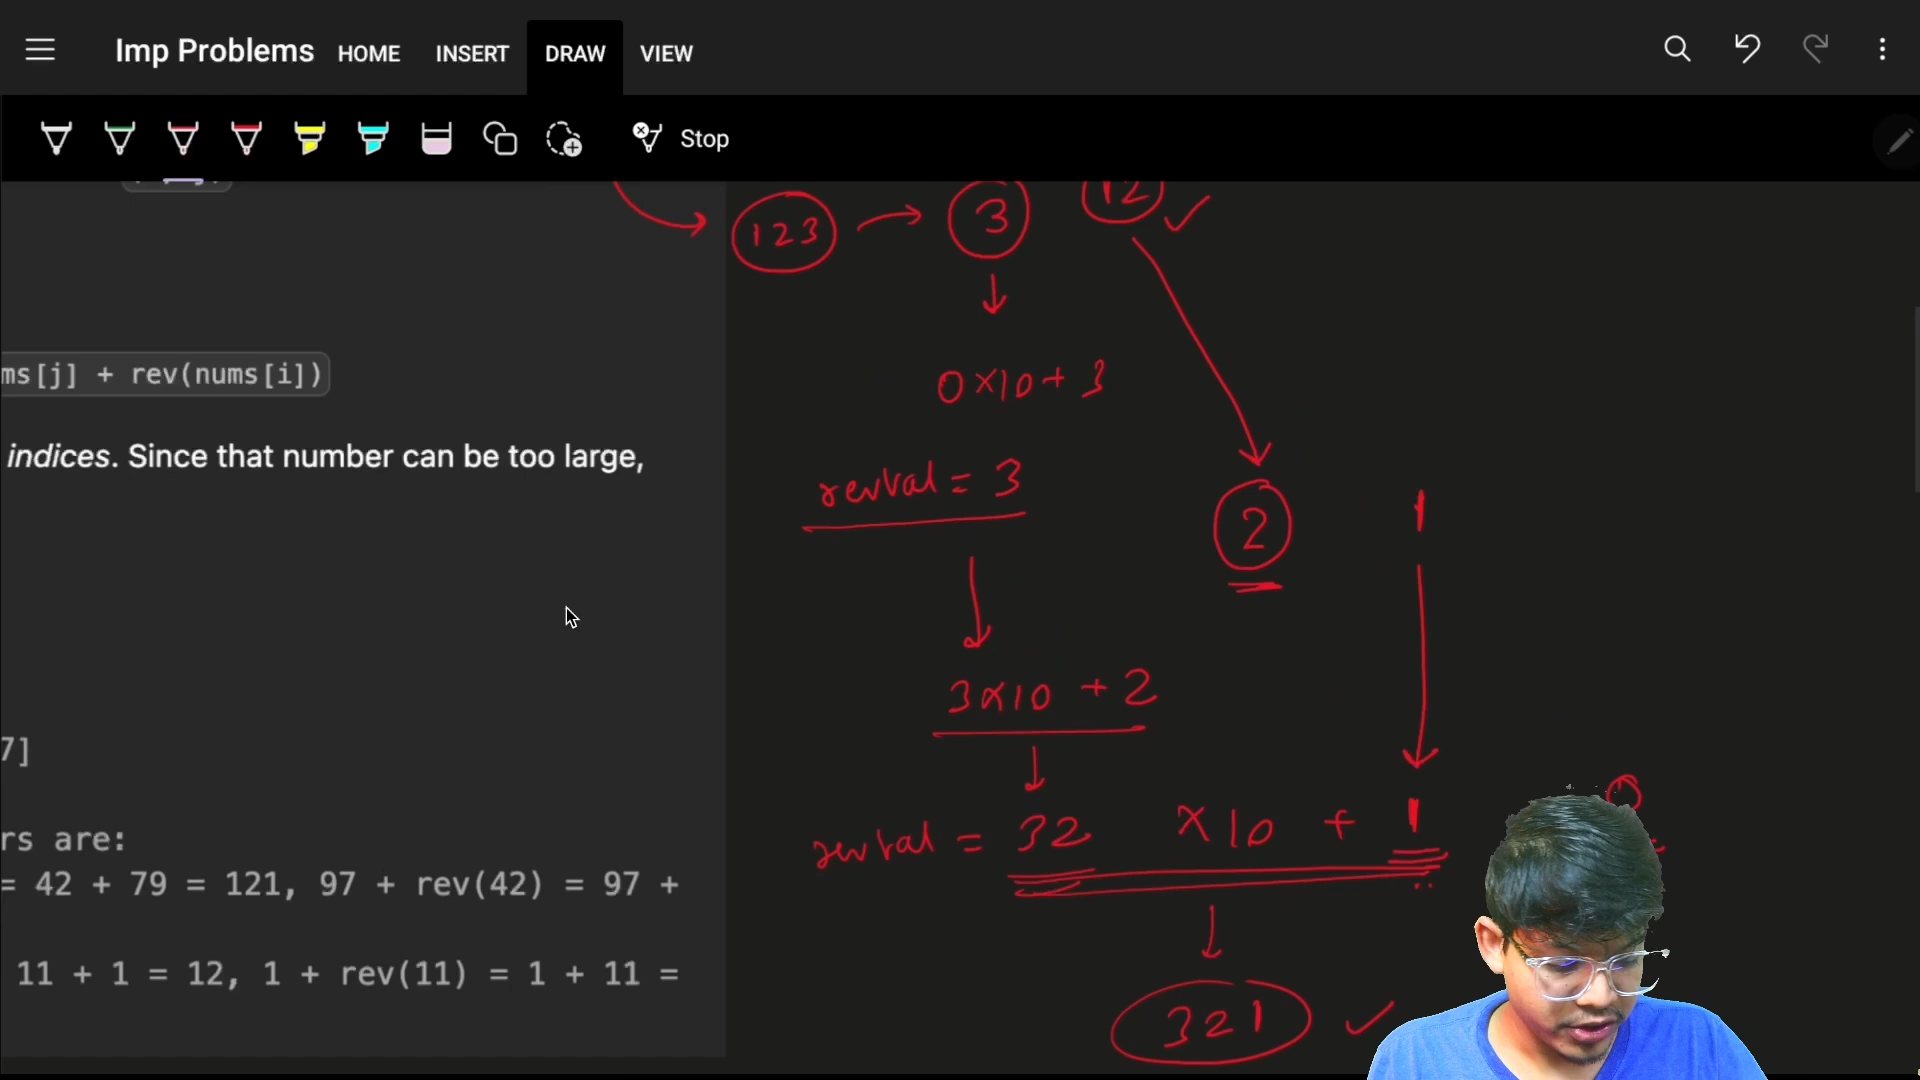 Imp Problems HOME INSERT DRAW VIEW
Stop
123 → 3 12
0 × 10 + 3
ms[j] + rev(nums[i])
indices. Since that number can be too large,
revval = 3
2 1
3 × 10 + 2
7]
revval = 32 × 10 + 1
0
rs are:
= 42 + 79 = 121, 97 + rev(42) = 97 +
11 + 1 = 12, 1 + rev(11) = 1 + 11 =
321